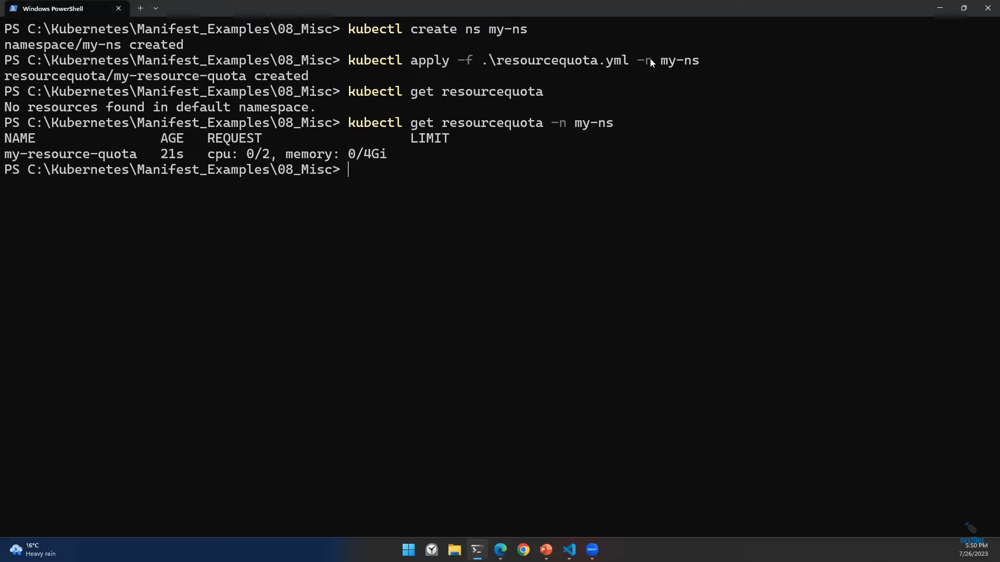 Windows PowerShell
PS C:\Kubernetes\Manifest_Examples\08_Misc> kubectl create ns my-ns
namespace/my-ns created
PS C:\Kubernetes\Manifest_Examples\08_Misc> kubectl apply -f .\resourcequota.yml -n my-ns
resourcequota/my-resource-quota created
PS C:\Kubernetes\Manifest_Examples\08_Misc> kubectl get resourcequota
No resources found in default namespace.
PS C:\Kubernetes\Manifest_Examples\08_Misc> kubectl get resourcequota -n my-ns
NAME AGE REQUEST LIMIT
my-resource-quota 21s cpu: 0/2, memory: 0/4Gi
PS C:\Kubernetes\Manifest_Examples\08_Misc>
nextOps
16°C
Heavy rain
zoom
5:50 PM
7/26/2023